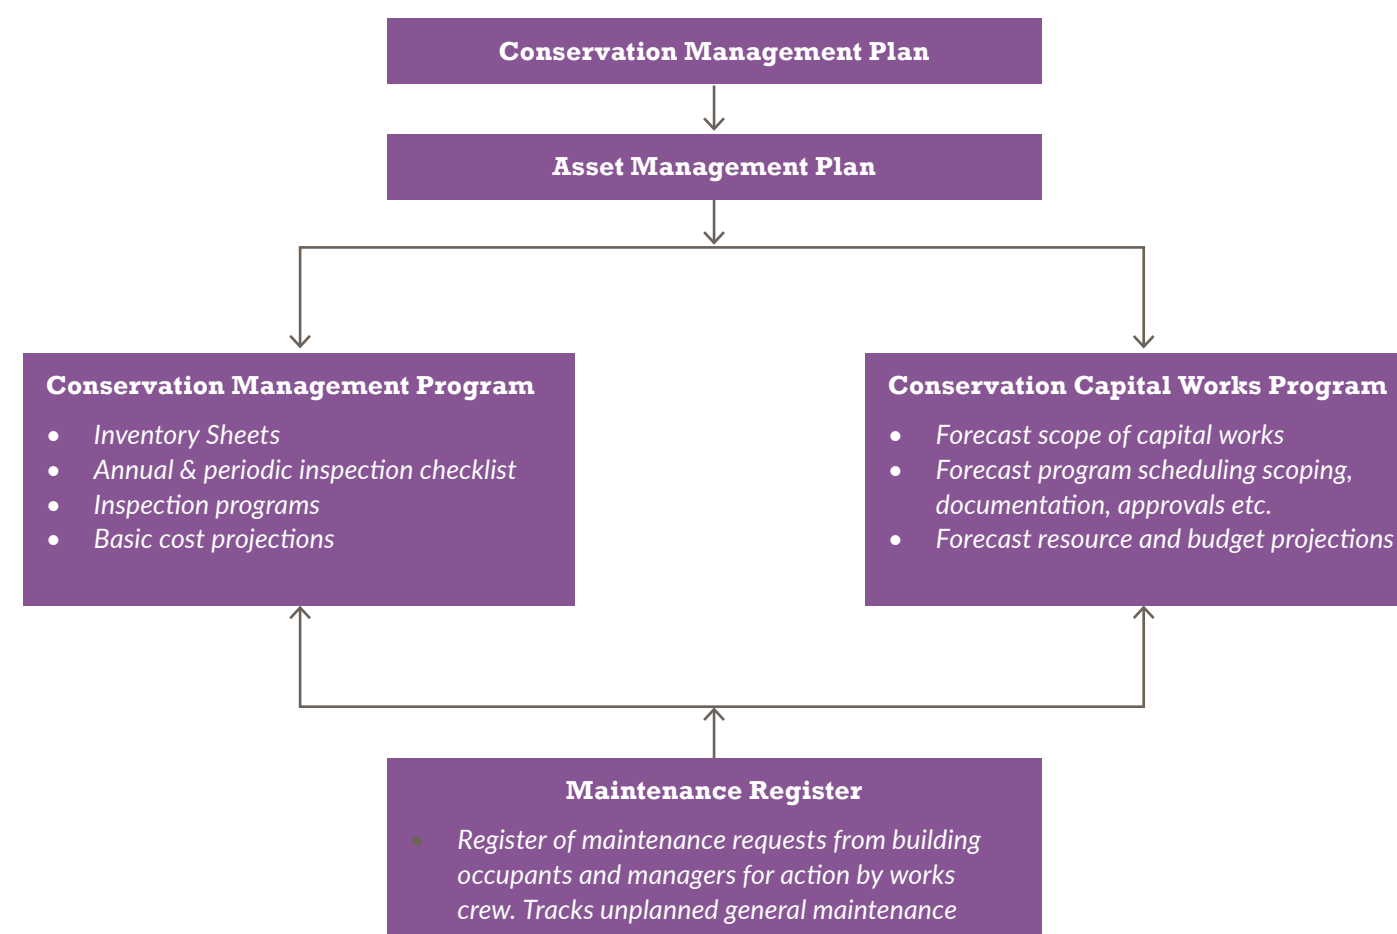 Conservation Management Plan
Asset Management Plan
Conservation Management Program
• Inventory Sheets
• Annual & periodic inspection checklist
• Inspection programs
• Basic cost projections
Conservation Capital Works Program
• Forecast scope of capital works
• Forecast program scheduling scoping,
documentation, approvals etc.
• Forecast resource and budget projections
Maintenance Register
• Register of maintenance requests from building
occupants and managers for action by works
crew. Tracks unplanned general maintenance